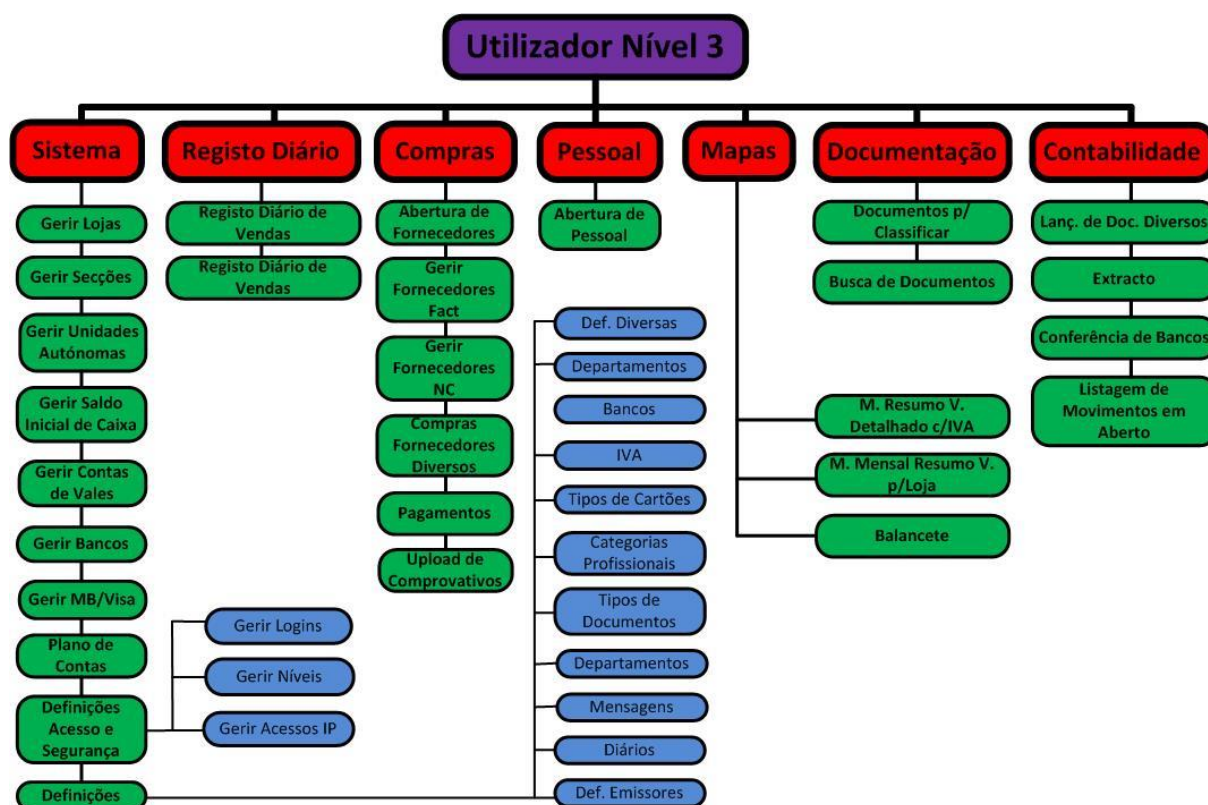 Utilizador Nível 3
Sistema
Registo Diário
Compras
Pessoal
Mapas
Documentação
Contabilidade
Gerir Lojas
Gerir Secções
Gerir Unidades
Autónomas
Gerir Saldo
Inicial de Caixa
Gerir Contas
de Vales
Gerir Bancos
Gerir MB/Visa
Plano de
Contas
Definições
Acesso e
Segurança
Definições
Registo Diário de
Vendas
Registo Diário de
Vendas
Gerir Logins
Gerir Níveis
Gerir Acessos IP
Abertura de
Fornecedores
Gerir
Fornecedores
Fact
Gerir
Fornecedores
NC
Compras
Fornecedores
Diversos
Pagamentos
Upload de
Comprovativos
Abertura de
Pessoal
Def. Diversas
Departamentos
Bancos
IVA
Tipos de Cartões
Categorias
Profissionais
Tipos de
Documentos
Departamentos
Mensagens
Diários
Def. Emissores
Documentos p/
Classificar
Busca de Documentos
M. Resumo V.
Detalhado c/IVA
M. Mensal Resumo V.
p/Loja
Balancete
Lanç. de Doc. Diversos
Extracto
Conferência de Bancos
Listagem de
Movimentos em
Aberto